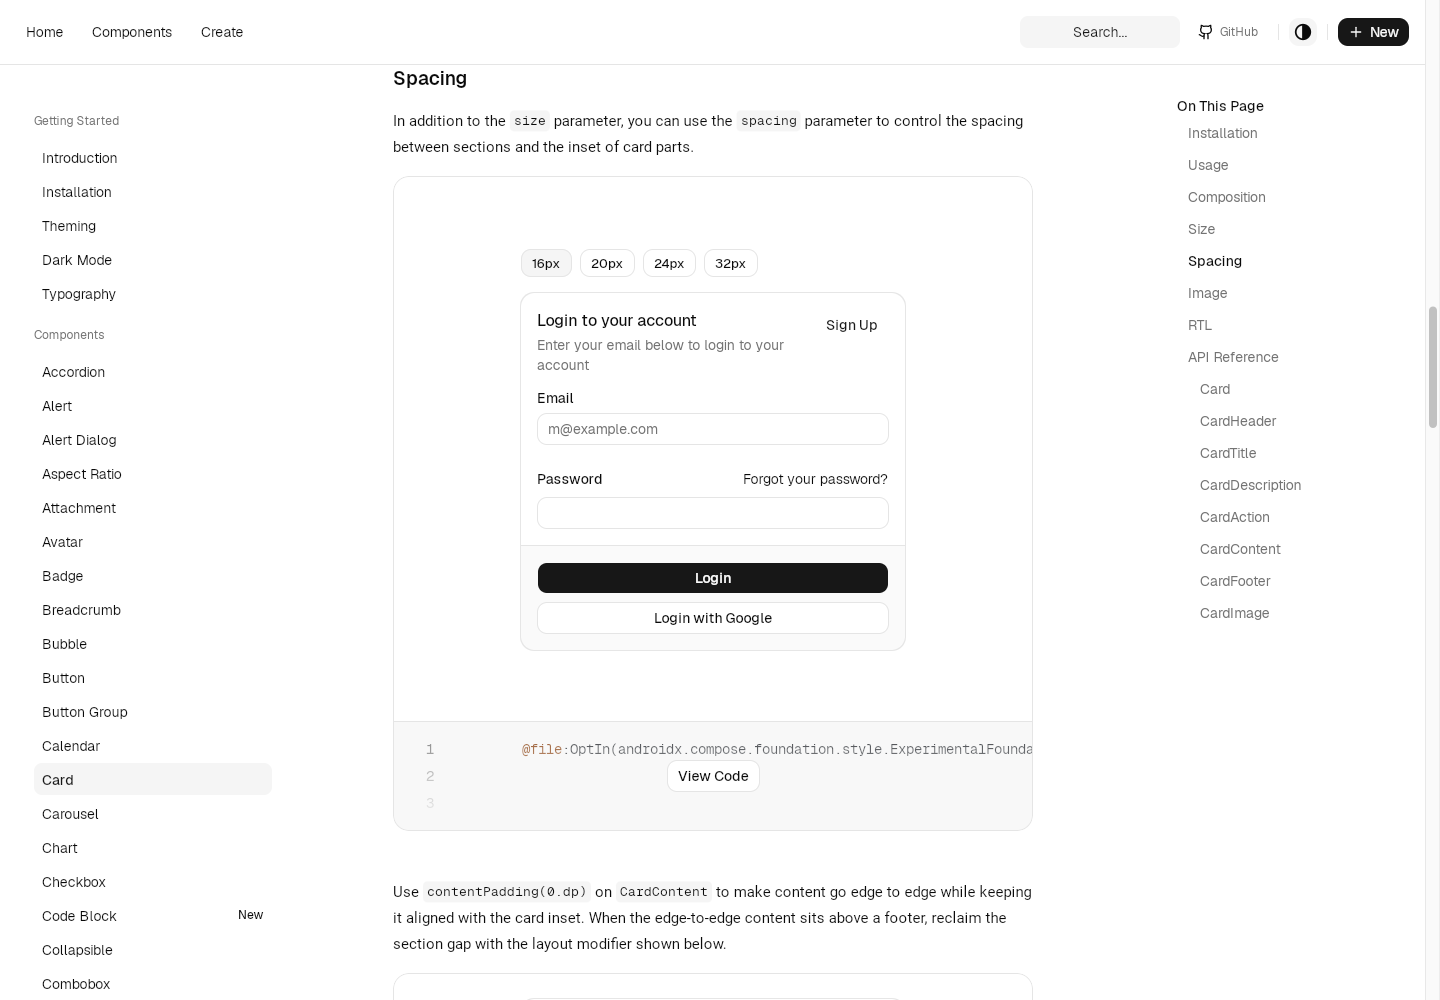 Home Components Create Search... GitHub New
Getting Started
Introduction
Installation
Theming
Dark Mode
Typography
Components
Accordion
Alert
Alert Dialog
Aspect Ratio
Attachment
Avatar
Badge
Breadcrumb
Bubble
Button
Button Group
Calendar
Card
Carousel
Chart
Checkbox
Code Block New
Collapsible
Combobox
Spacing
In addition to the size parameter, you can use the spacing parameter to control the spacing
between sections and the inset of card parts.
16px 20px 24px 32px
Login to your account
Sign Up
Enter your email below to login to your
account
Email
m@example.com
Password Forgot your password?
Login
Login with Google
1 @file:OptIn(androidx.compose.foundation.style.ExperimentalFounda
2
View Code
3
Use contentPadding(0.dp) on CardContent to make content go edge to edge while keeping
it aligned with the card inset. When the edge-to-edge content sits above a footer, reclaim the
section gap with the layout modifier shown below.
On This Page
Installation
Usage
Composition
Size
Spacing
Image
RTL
API Reference
Card
CardHeader
CardTitle
CardDescription
CardAction
CardContent
CardFooter
CardImage